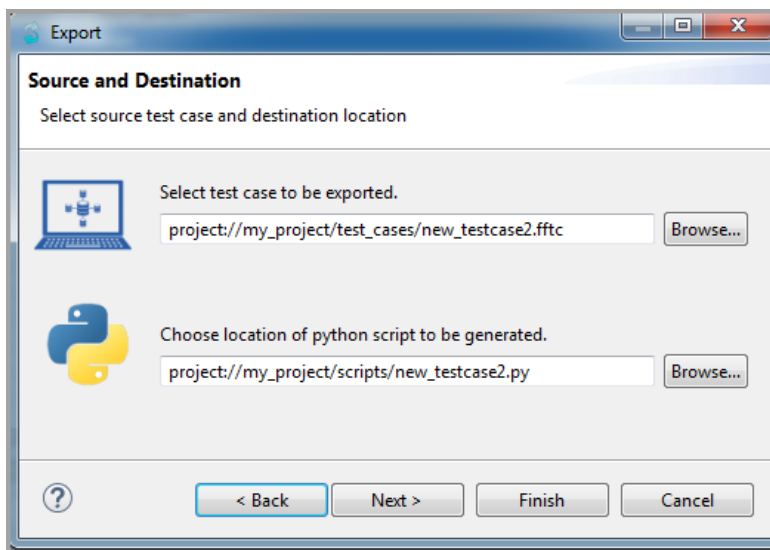 Export
Source and Destination
Select source test case and destination location
Select test case to be exported.
project://my_project/test_cases/new_testcase2.fftc
Browse...
Choose location of python script to be generated.
project://my_project/scripts/new_testcase2.py
Browse...
< Back
Next >
Finish
Cancel